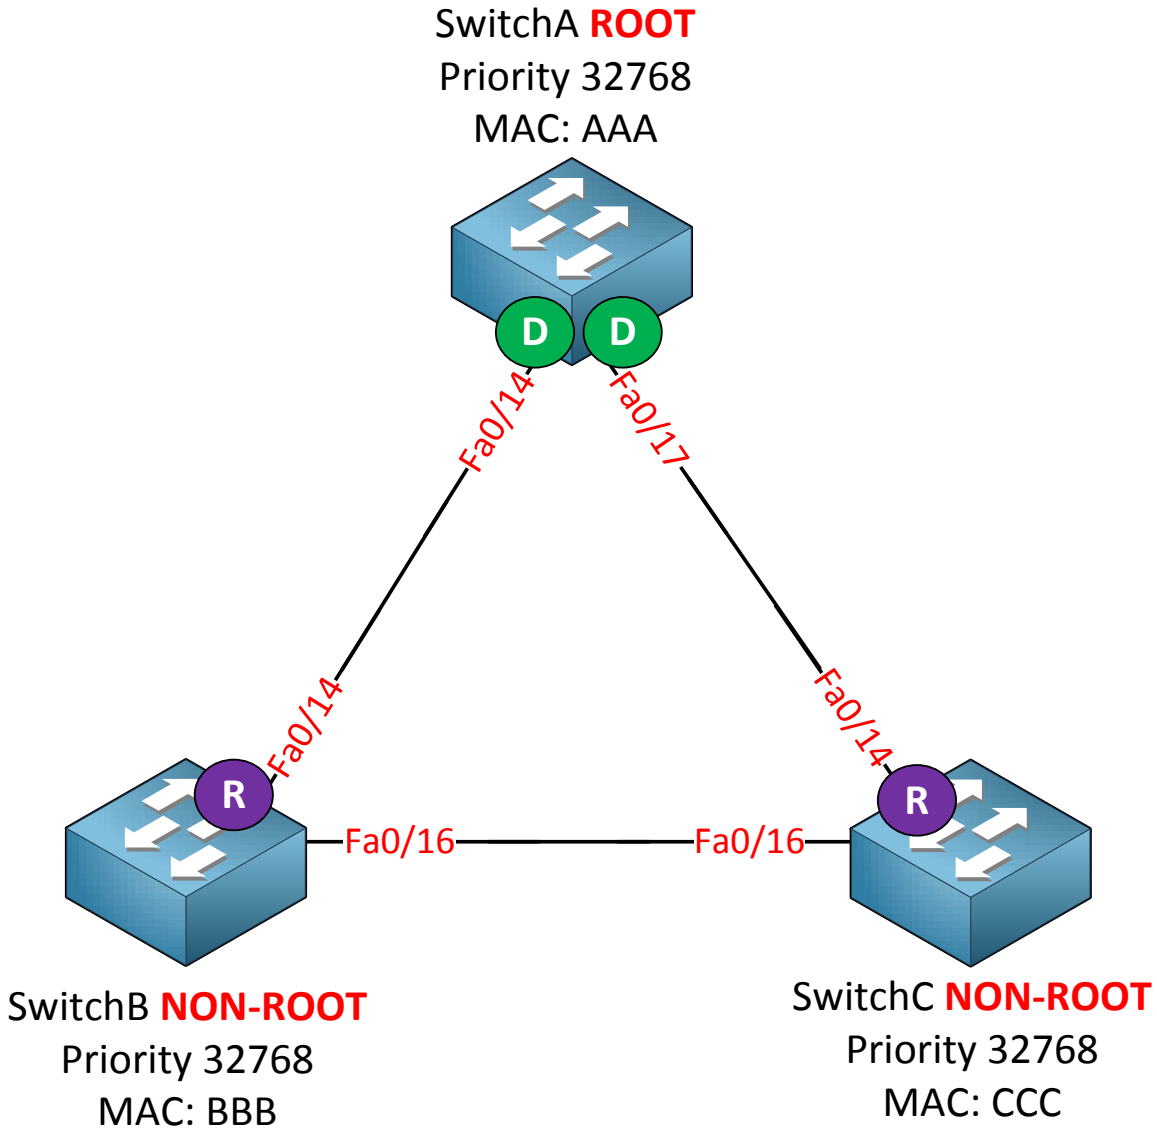 SwitchA ROOT
Priority 32768
MAC: AAA
D
D
Fa0/14
Fa0/17
Fa0/14
Fa0/14
R
R
Fa0/16
Fa0/16
SwitchB NON-ROOT
Priority 32768
MAC: BBB
SwitchC NON-ROOT
Priority 32768
MAC: CCC